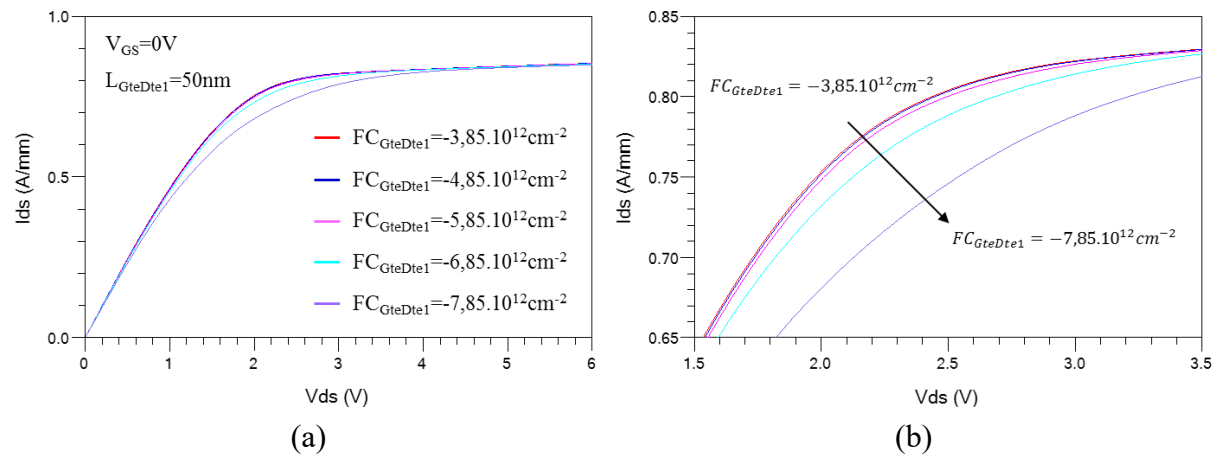 1.0
V_GS=0V
L_GteDte1=50nm
Ids (A/mm)
0.5
FC_GteDte1=-3,85.10^12cm^-2
FC_GteDte1=-4,85.10^12cm^-2
FC_GteDte1=-5,85.10^12cm^-2
FC_GteDte1=-6,85.10^12cm^-2
FC_GteDte1=-7,85.10^12cm^-2
0.0
0 1 2 3 4 5 6
Vds (V)
(a)
0.85
FC_GteDte1 = −3,85.10^12cm^−2
0.80
Ids (A/mm)
0.75
FC_GteDte1 = −7,85.10^12cm^−2
0.70
0.65
1.5 2.0 2.5 3.0 3.5
Vds (V)
(b)